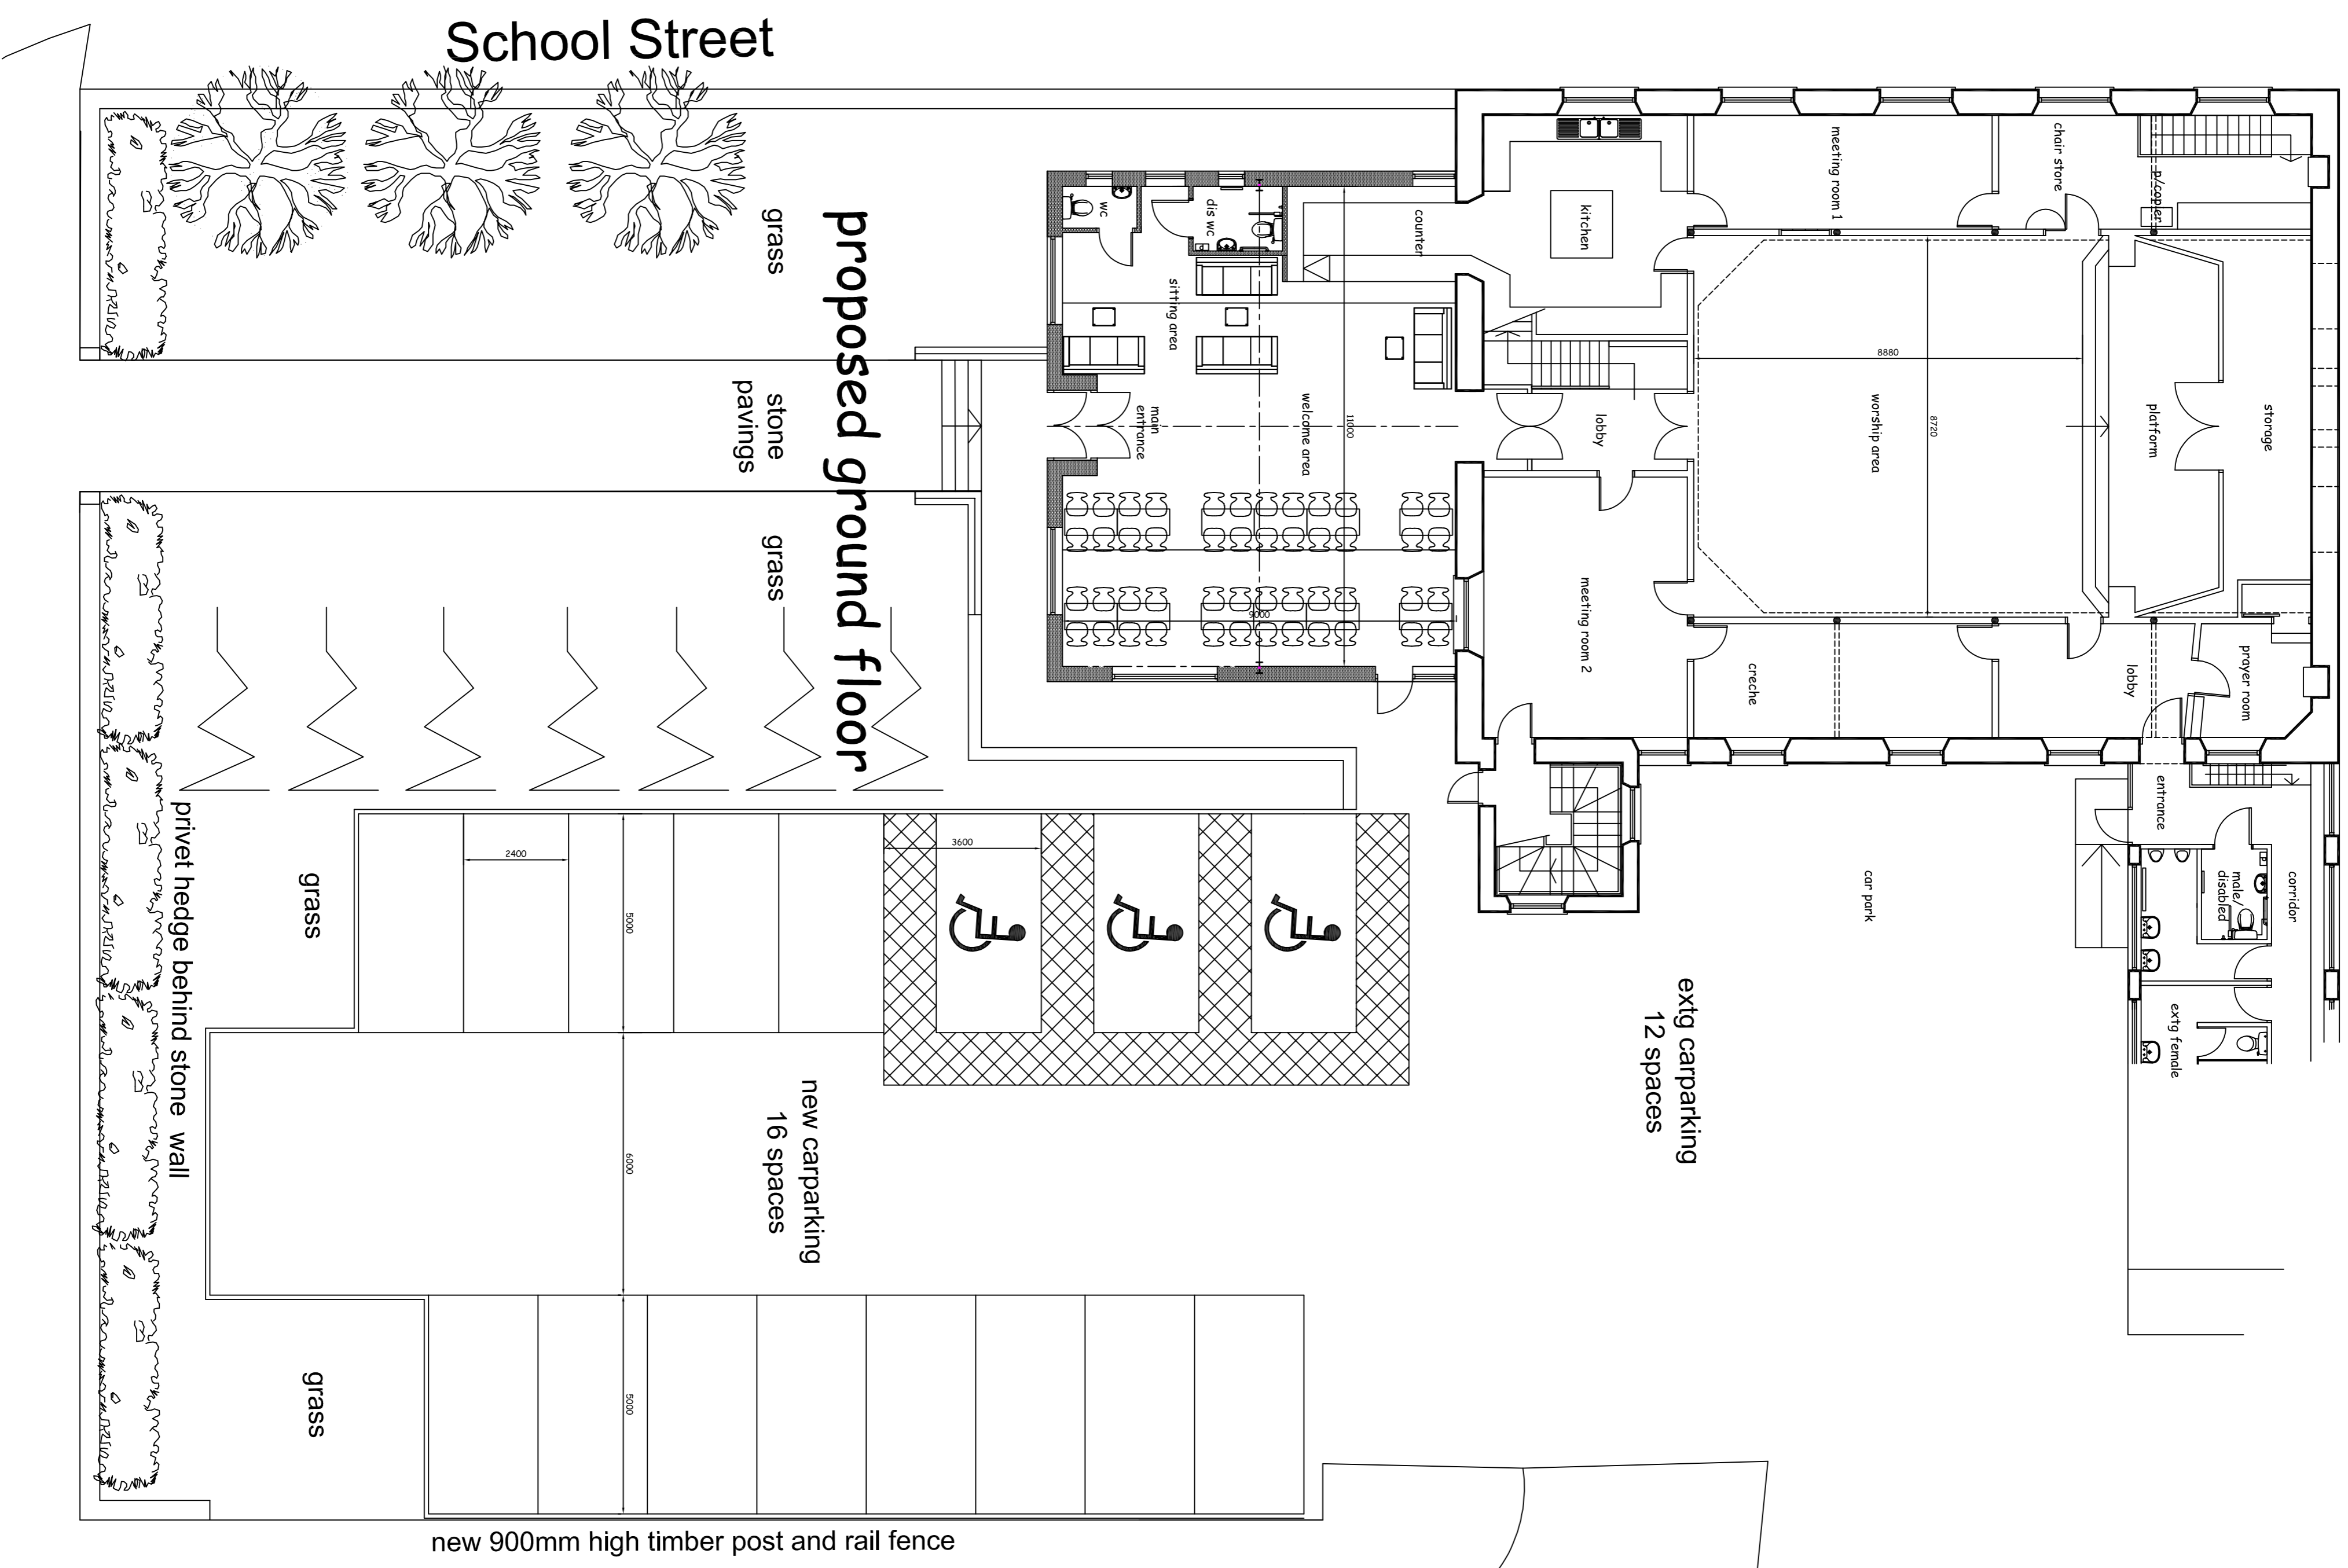 School Street
proposed ground floor
grass
stone
pavings
grass
privet hedge behind stone wall
grass
grass
new carparking
16 spaces
extg carparking
12 spaces
car park
new 900mm high timber post and rail fence
wc
dis wc
counter
sitting area
main
entrance
welcome area
11000
9000
kitchen
lobby
meeting room 1
chair store
p/copier
8880
8720
worship area
platform
storage
meeting room 2
creche
lobby
prayer room
entrance
male/
disabled
corridor
extg female
2400
5000
3600
6000
5000